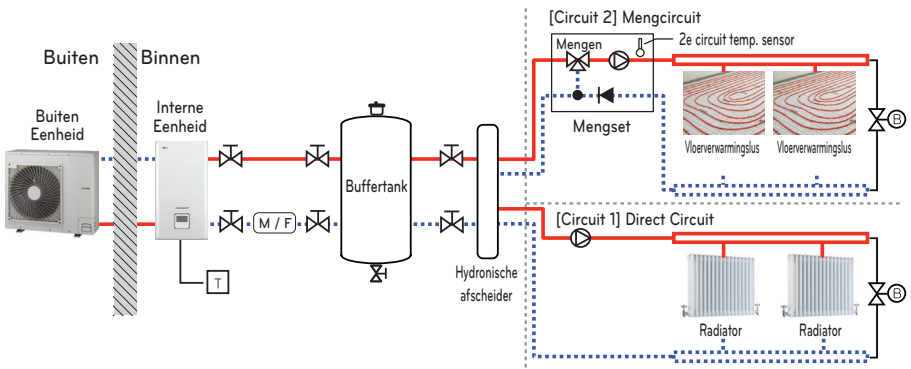 [Circuit 2] Mengcircuit
Mengen
2e circuit temp. sensor
Buiten
Binnen
Buiten
Eenheid
Interne
Eenheid
Mengset
Vloerverwarmingslus
Vloerverwarmingslus
B
Buffertank
M / F
T
Hydronische
afscheider
[Circuit 1] Direct Circuit
B
Radiator
Radiator